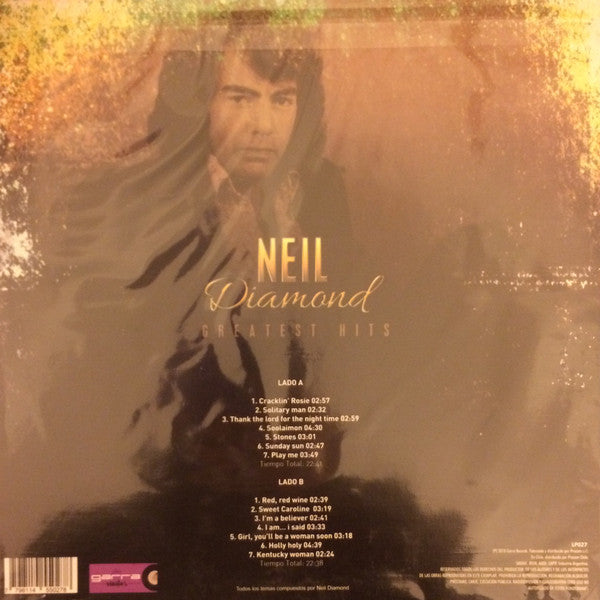 NEIL
Diamond
GREATEST HITS
LADO A
1. Cracklin' Rosie 02:57
2. Solitary man 02:32
3. Thank the lord for the night time 02:59
4. Soolaimon 04:30
5. Stones 03:01
6. Sunday sun 02:47
7. Play me 03:49
Tiempo Total: 22:41
LADO B
1. Red, red wine 02:39
2. Sweet Caroline 03:19
3. I'm a believer 02:41
4. I am... i said 03:33
5. Girl, you'll be a woman soon 03:18
6. Holly holy 04:39
7. Kentucky woman 02:24
Tiempo Total: 22:38
Todos los temas compuestos por Neil Diamond
garra
7 796114 550278
LP027